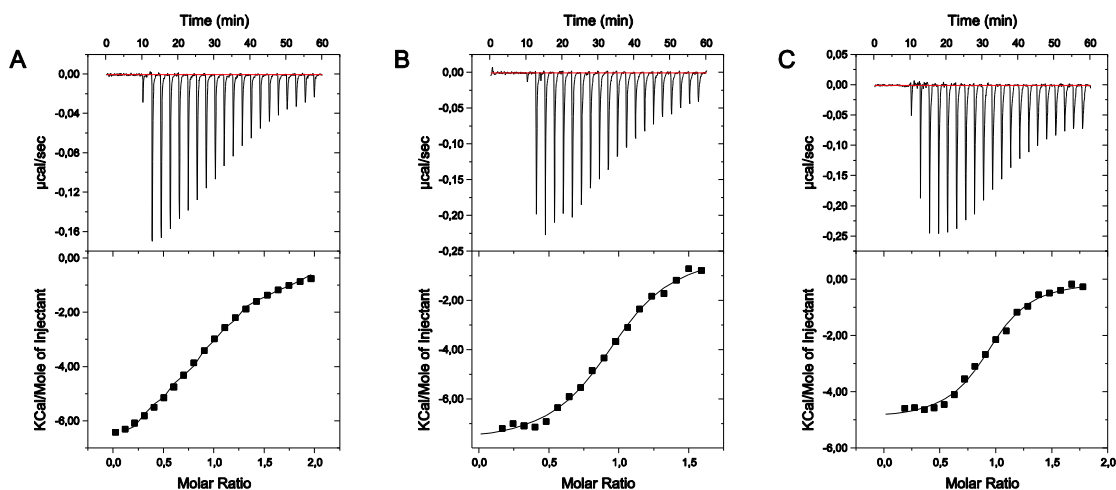 A
Time (min)
0 10 20 30 40 50 60
0,00
-0,04
-0,08
-0,12
-0,16
µcal/sec
0,00
-2,00
-4,00
-6,00
KCal/Mole of Injectant
0,0 0,5 1,0 1,5 2,0
Molar Ratio
B
Time (min)
0 10 20 30 40 50 60
0,00
-0,05
-0,10
-0,15
-0,20
-0,25
µcal/sec
-2,00
-4,00
-6,00
KCal/Mole of Injectant
0,0 0,5 1,0 1,5
Molar Ratio
C
Time (min)
0 10 20 30 40 50 60
0,05
0,00
-0,05
-0,10
-0,15
-0,20
-0,25
µcal/sec
0,00
-2,00
-4,00
-6,00
KCal/Mole of Injectant
0,0 0,5 1,0 1,5 2,0
Molar Ratio